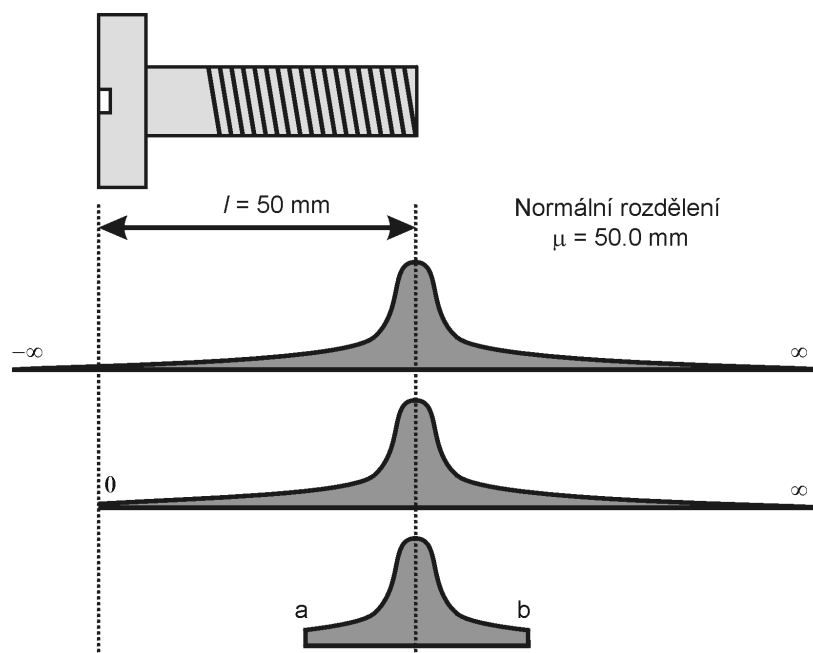 l = 50 mm
Normální rozdělení
μ = 50.0 mm
−∞
∞
0
∞
a
b